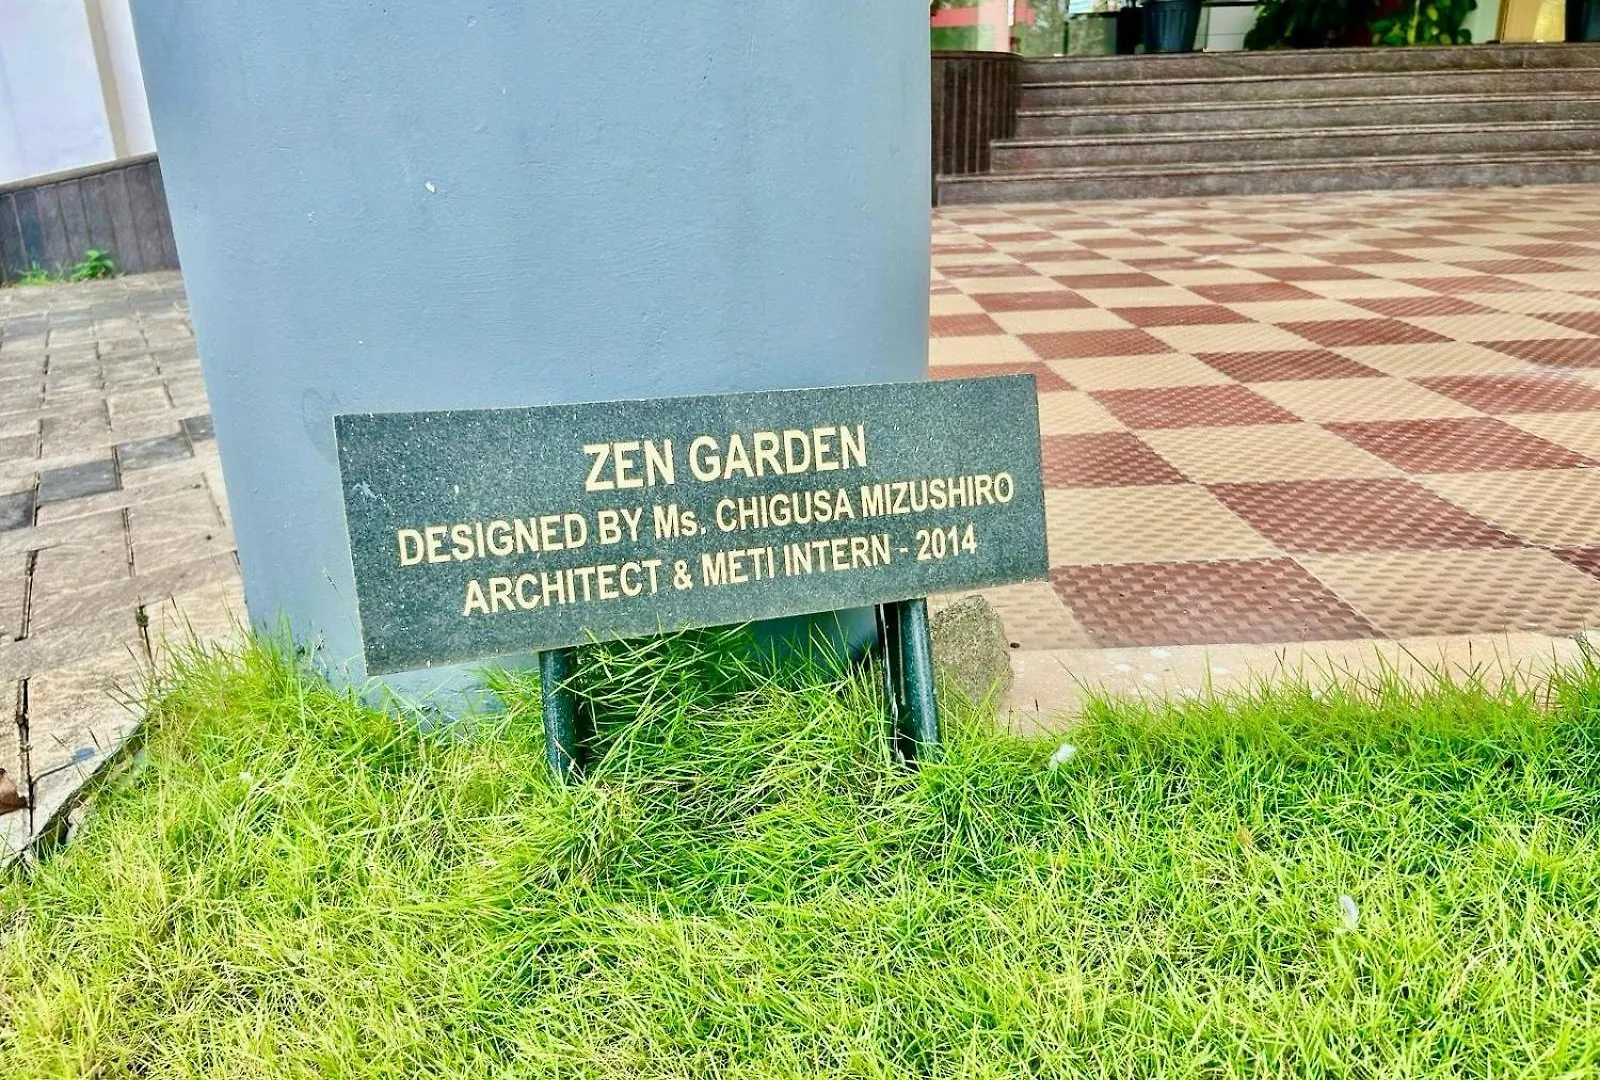 ZEN GARDEN
DESIGNED BY Ms. CHIGUSA MIZUSHIRO
ARCHITECT & METI INTERN - 2014